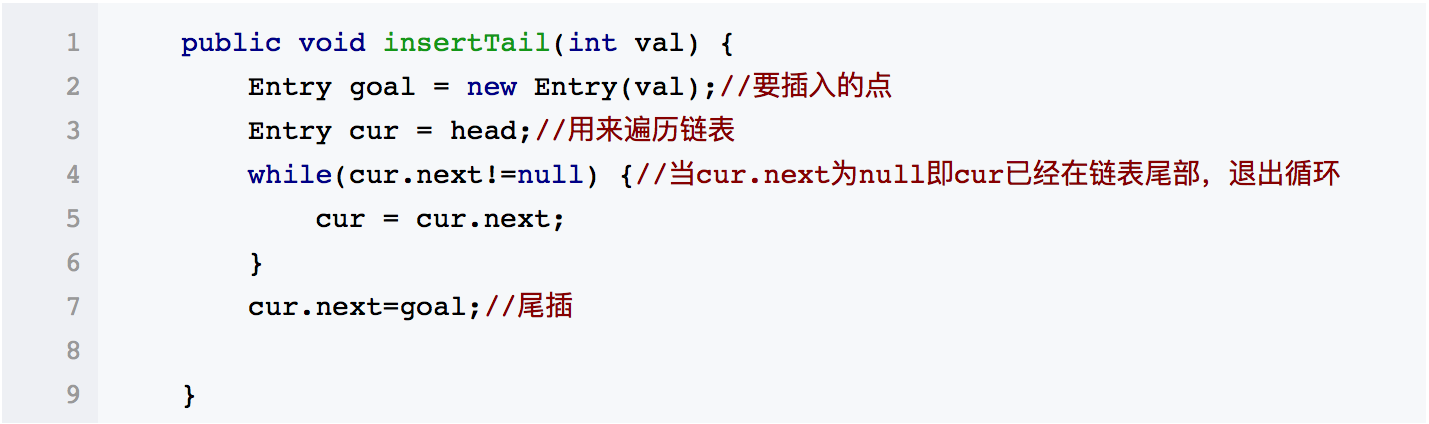 1 public void insertTail(int val) {
2 Entry goal = new Entry(val);//要插入的点
3 Entry cur = head;//用来遍历链表
4 while(cur.next!=null) {//当cur.next为null即cur已经在链表尾部，退出循环
5 cur = cur.next;
6 }
7 cur.next=goal;//尾插
8
9 }